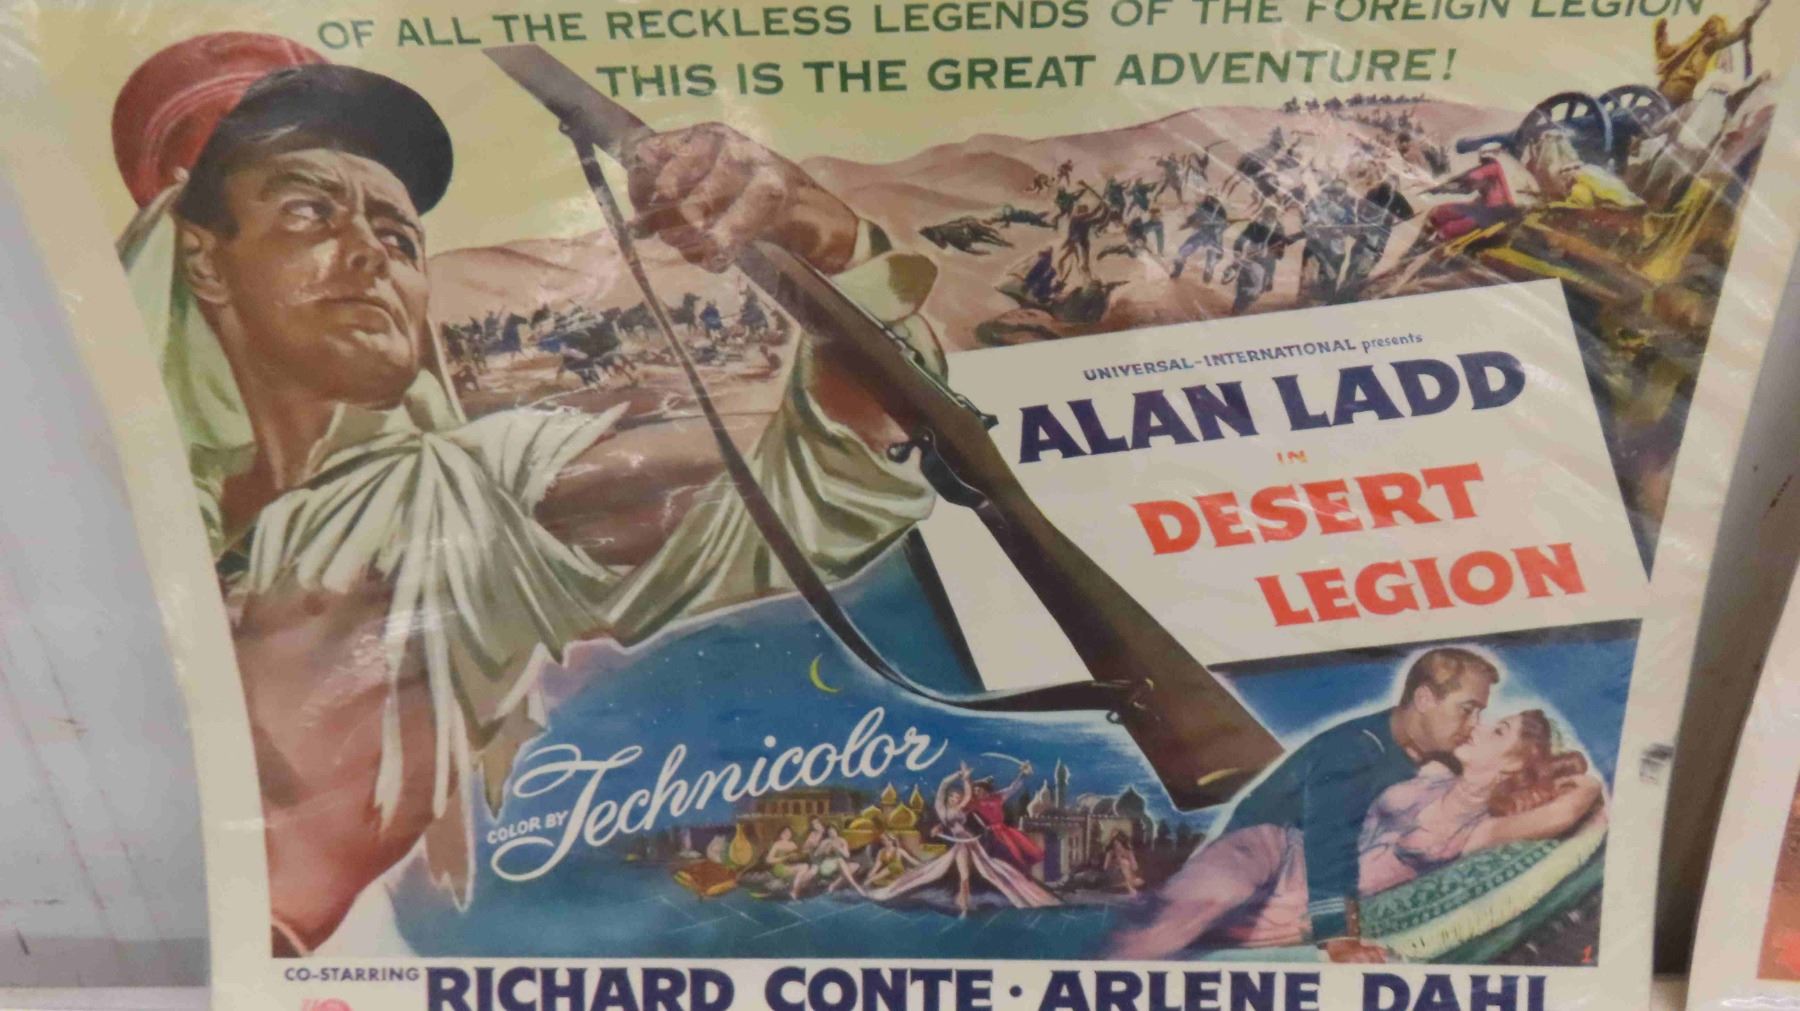 OF ALL THE RECKLESS LEGENDS OF THE FOREIGN LEGION
THIS IS THE GREAT ADVENTURE!
UNIVERSAL-INTERNATIONAL presents
ALAN LADD
IN
DESERT
LEGION
COLOR BY Technicolor
1
CO-STARRING RICHARD CONTE · ARLENE DAHL